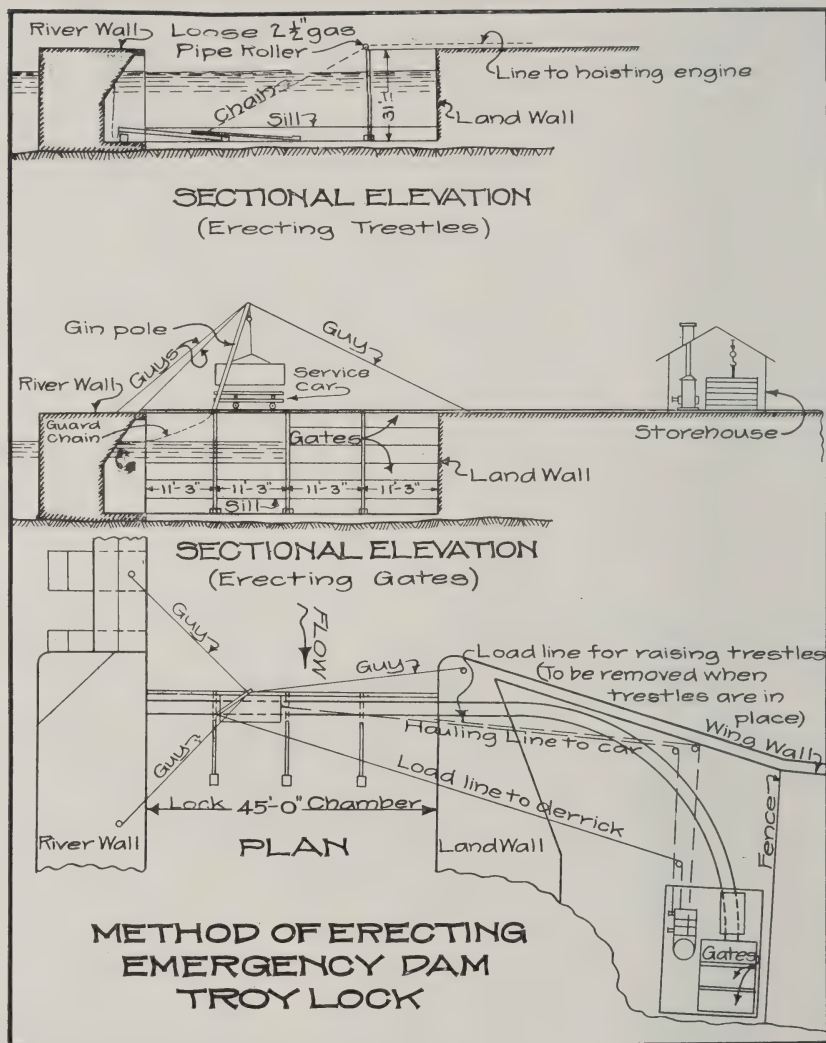 River Wall
Loose 2½" gas
Pipe Roller
Line to hoisting engine
Chain
Sill
31'
Land Wall
SECTIONAL ELEVATION
(Erecting Trestles)
Gin pole
Guys
Guy
River Wall
Service
car
Guard
chain
Gates
Storehouse
Land Wall
11'-3" 11'-3" 11'-3" 11'-3"
Sill
SECTIONAL ELEVATION
(Erecting Gates)
Guy
FLOW
Guy
Load line for raising trestles
(To be removed when
trestles are in
place)
Wing Wall
Hauling Line to car
Guy
Load line to derrick
Lock 45'-0" Chamber
Fence
River Wall
PLAN
Land Wall
Gates
METHOD OF ERECTING
EMERGENCY DAM
TROY LOCK